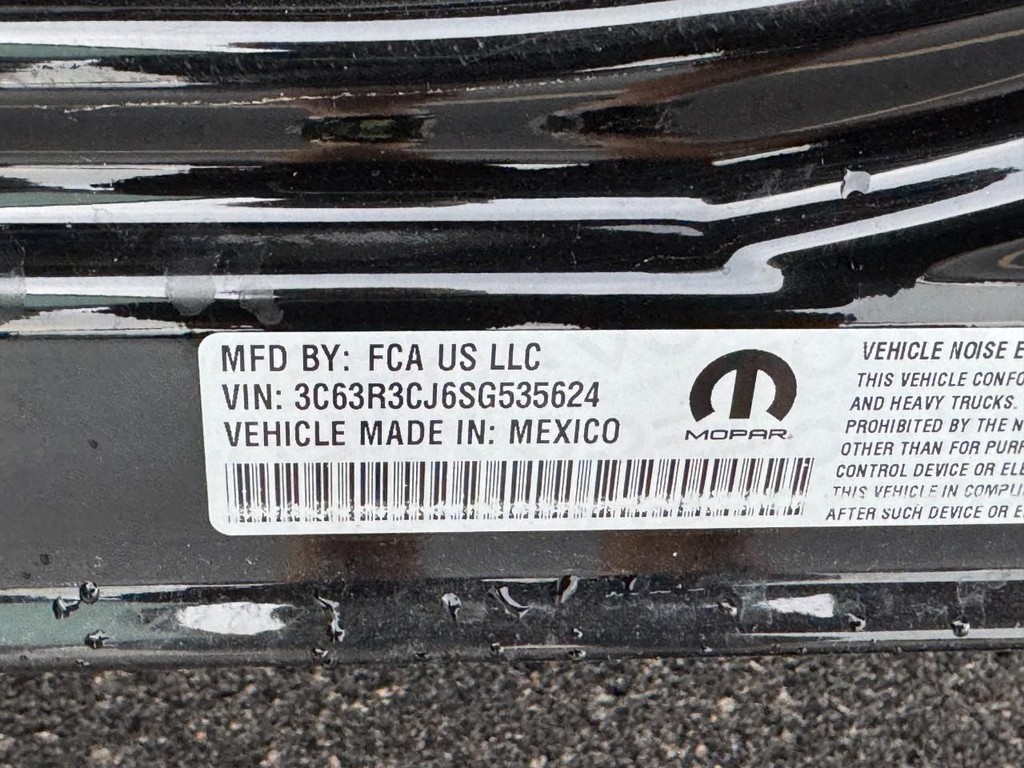 MFD BY: FCA US LLC
VIN: 3C63R3CJ6SG535624
VEHICLE MADE IN: MEXICO
MOPAR
VEHICLE NOISE E
THIS VEHICLE CONFO
AND HEAVY TRUCKS.
PROHIBITED BY THE N
OTHER THAN FOR PURP
CONTROL DEVICE OR ELE
THIS VEHICLE IN COMPLI
AFTER SUCH DEVICE OR E